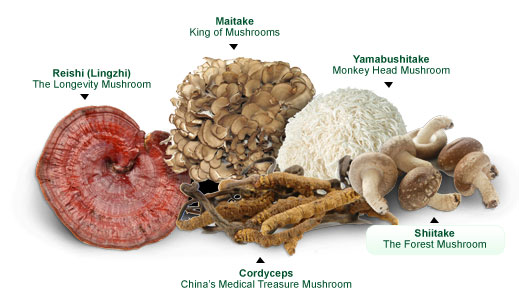 Maitake
King of Mushrooms
Reishi (Lingzhi)
The Longevity Mushroom
Yamabushitake
Monkey Head Mushroom
Shiitake
The Forest Mushroom
Cordyceps
China's Medical Treasure Mushroom